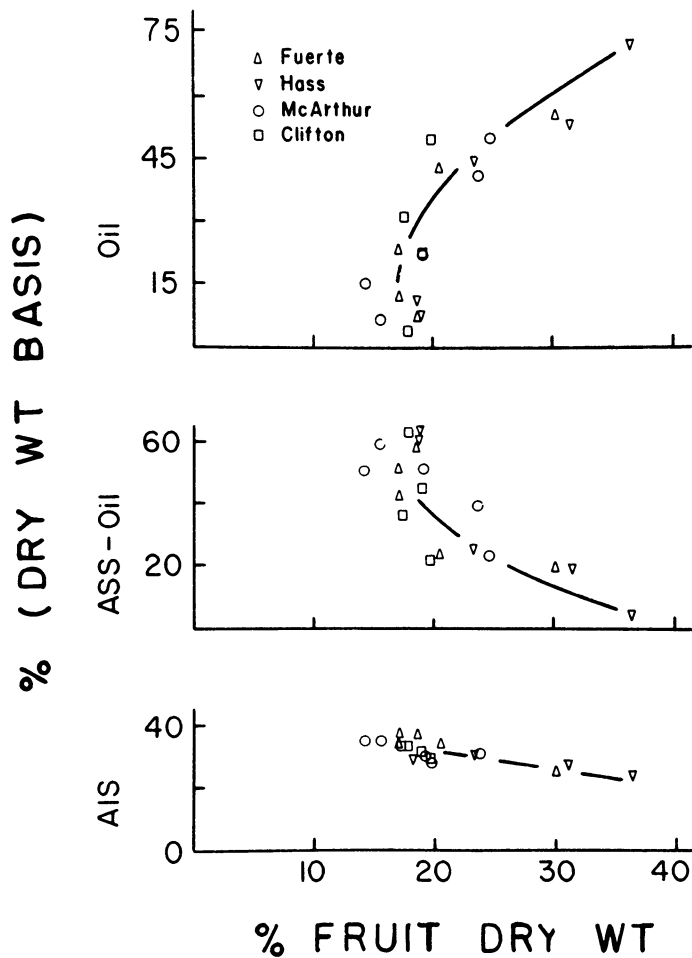 % (DRY WT BASIS)
Oil
75
45
15
Fuerte
Hass
McArthur
Clifton
ASS-Oil
60
20
AIS
40
0
10 20 30 40
% FRUIT DRY WT